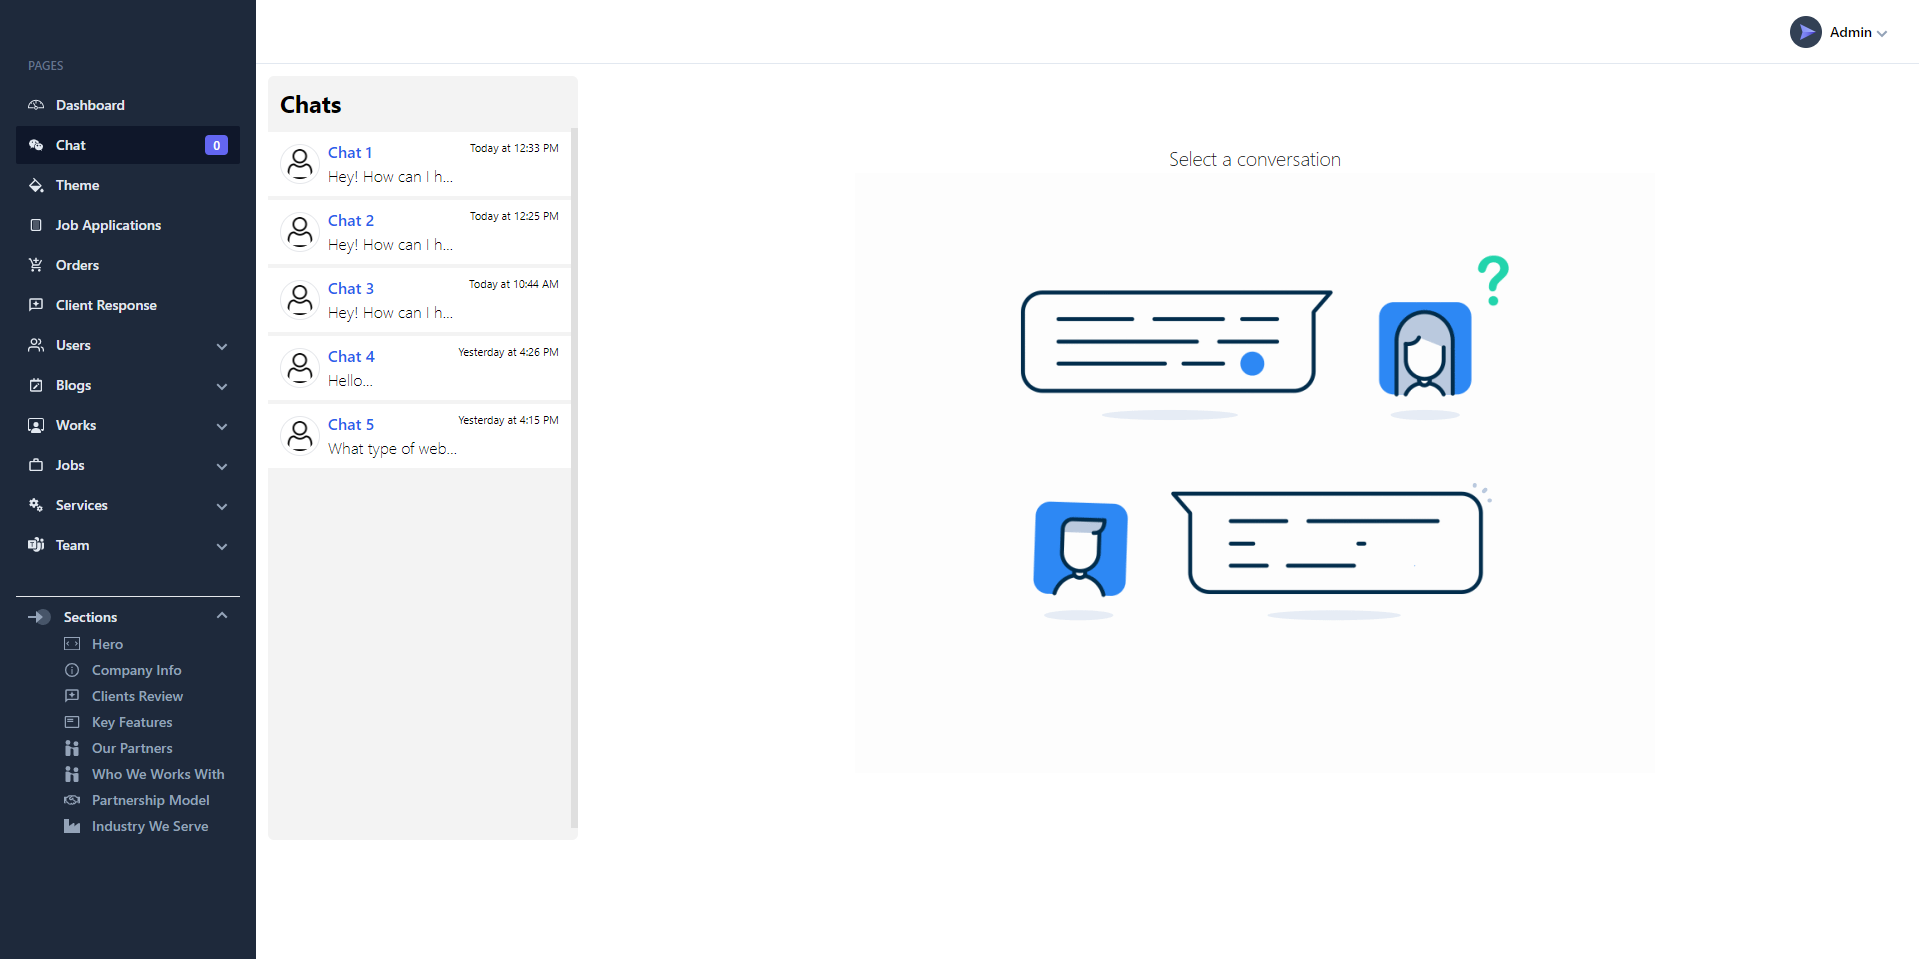 Admin
PAGES
Dashboard
Chat 0
Theme
Job Applications
Orders
Client Response
Users
Blogs
Works
Jobs
Services
Team
Sections
Hero
Company Info
Clients Review
Key Features
Our Partners
Who We Works With
Partnership Model
Industry We Serve
Chats
Chat 1 Today at 12:33 PM
Hey! How can I h...
Chat 2 Today at 12:25 PM
Hey! How can I h...
Chat 3 Today at 10:44 AM
Hey! How can I h...
Chat 4 Yesterday at 4:26 PM
Hello...
Chat 5 Yesterday at 4:15 PM
What type of web...
Select a conversation
?